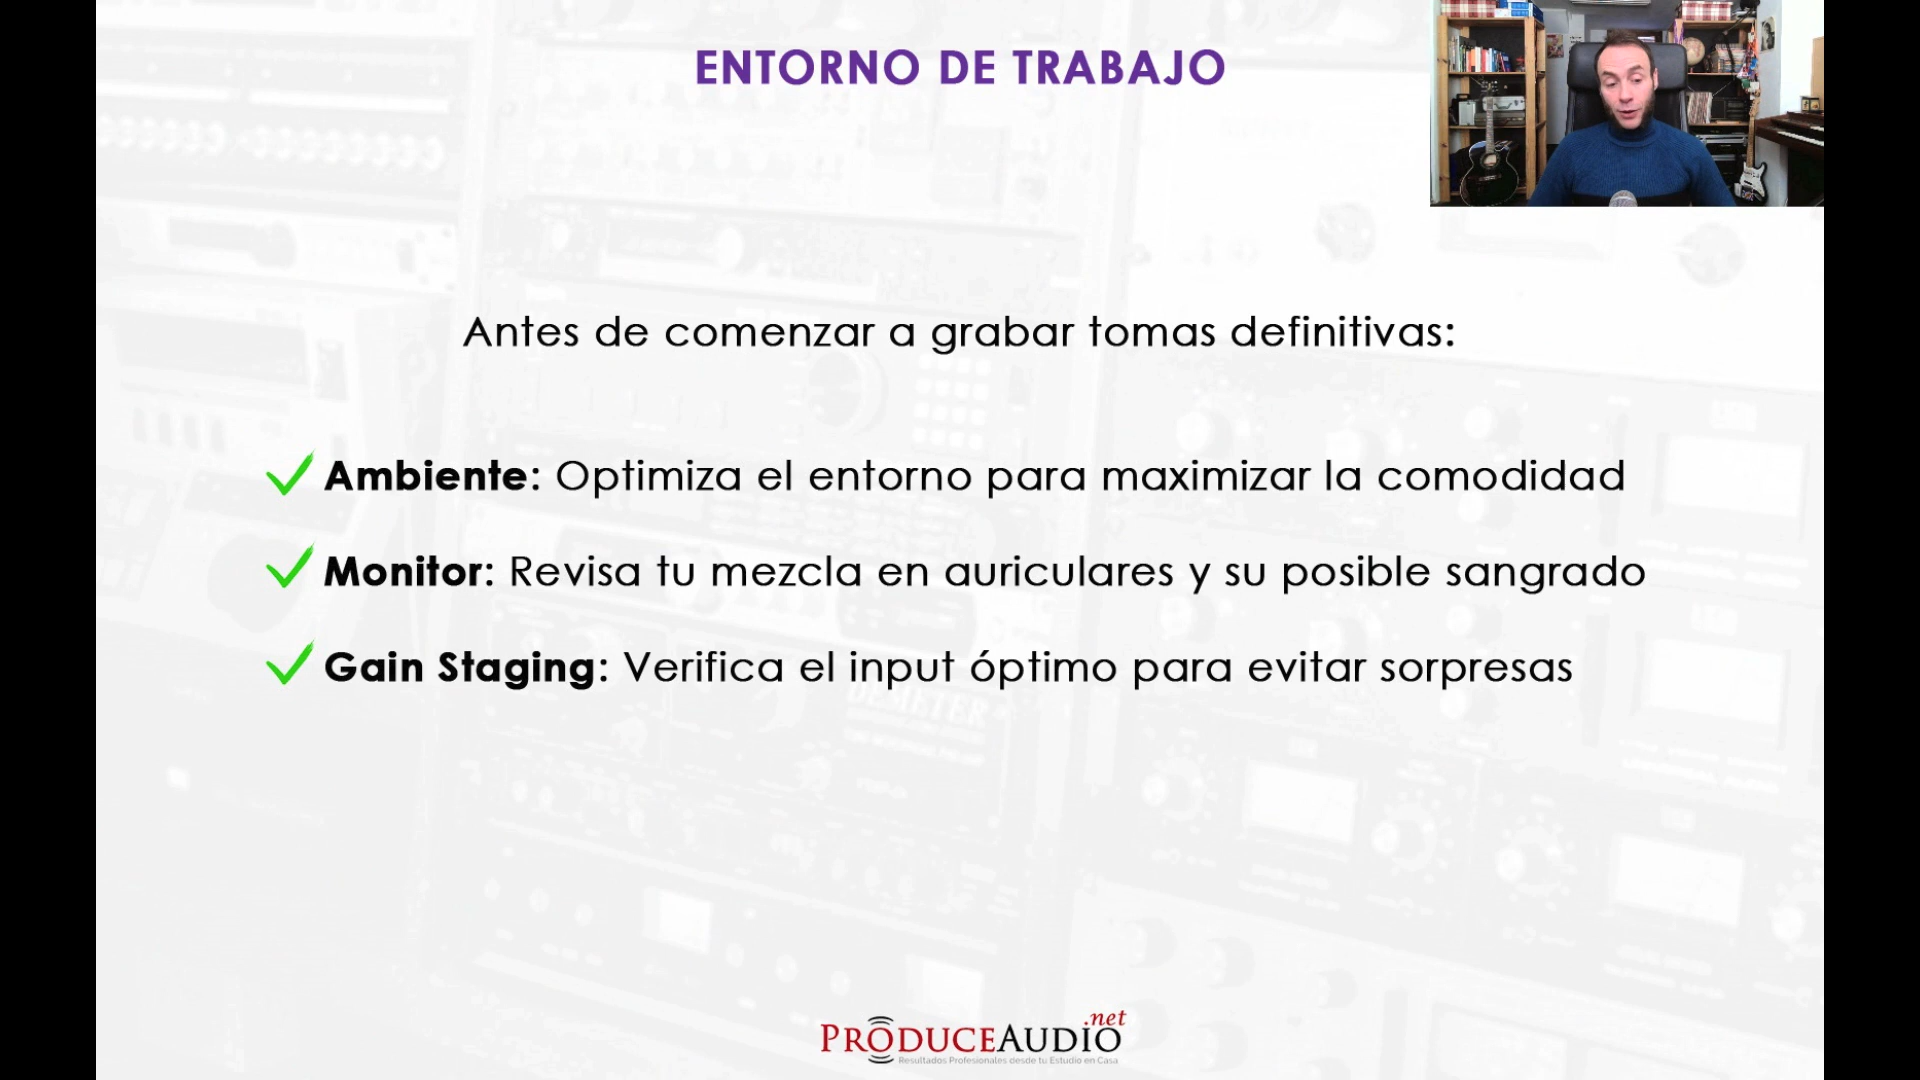 ENTORNO DE TRABAJO
Antes de comenzar a grabar tomas definitivas:
Ambiente: Optimiza el entorno para maximizar la comodidad
Monitor: Revisa tu mezcla en auriculares y su posible sangrado
Gain Staging: Verifica el input óptimo para evitar sorpresas
DEMETER
PRODUCEAUDIO.net
Resultados Profesionales desde tu Estudio en Casa